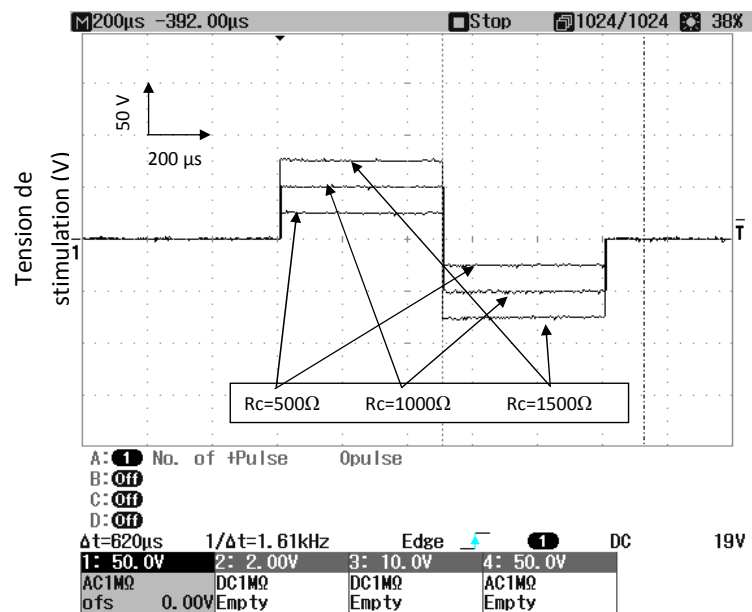 M 200µs -392.00µs Stop 1024/1024 38%
50 V
200 µs
Tension de
stimulation (V)
1
T
Rc=500Ω Rc=1000Ω Rc=1500Ω
A: 1 No. of +Pulse 0pulse
B: Off
C: Off
D: Off
Δt=620µs 1/Δt=1.61kHz Edge 1 DC 19V
1: 50.0V 2: 2.00V 3: 10.0V 4: 50.0V
AC1MΩ DC1MΩ DC1MΩ AC1MΩ
ofs 0.00V Empty Empty Empty